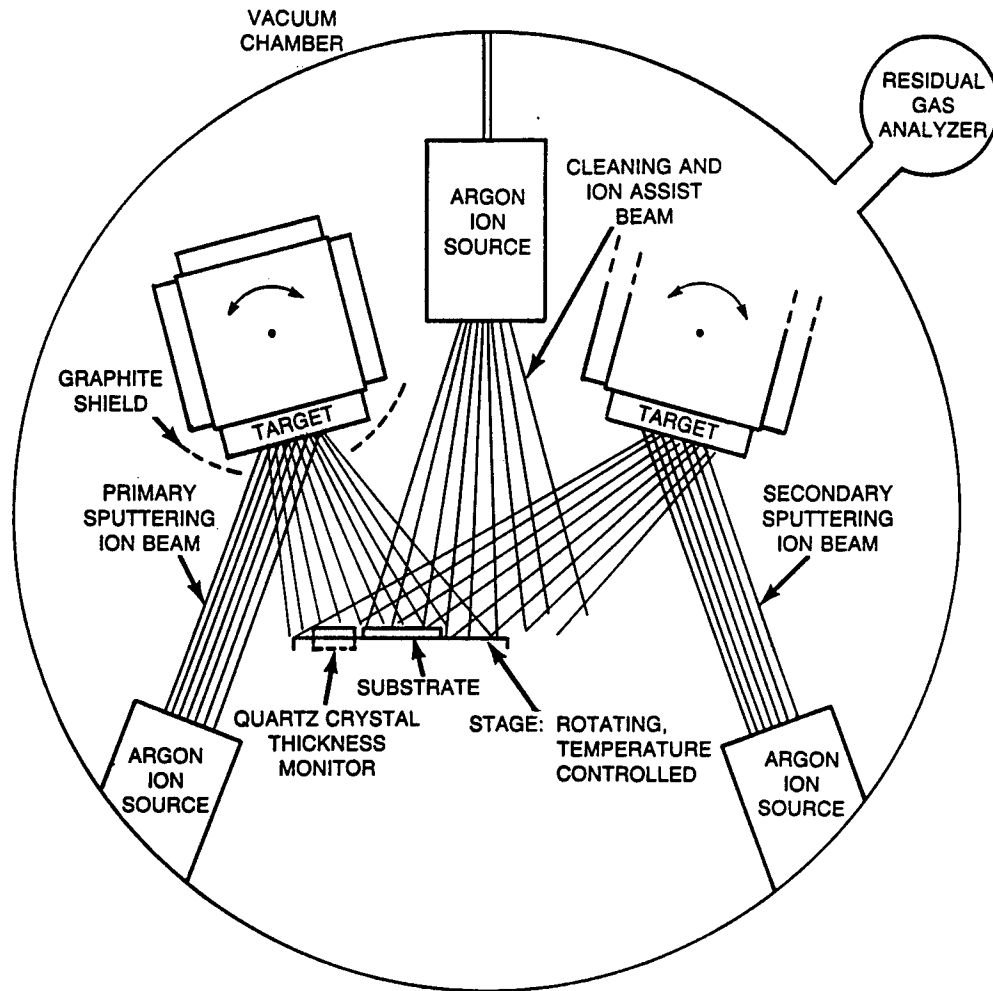 VACUUM
CHAMBER
RESIDUAL
GAS
ANALYZER
ARGON
ION
SOURCE
CLEANING AND
ION ASSIST
BEAM
GRAPHITE
SHIELD
TARGET
TARGET
PRIMARY
SPUTTERING
ION BEAM
SECONDARY
SPUTTERING
ION BEAM
SUBSTRATE
QUARTZ CRYSTAL
THICKNESS
MONITOR
STAGE: ROTATING,
TEMPERATURE
CONTROLLED
ARGON
ION
SOURCE
ARGON
ION
SOURCE